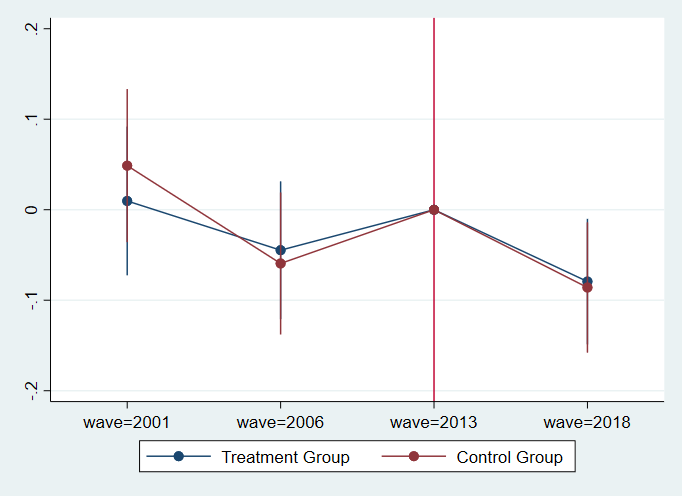 .2
.1
0
-.1
-.2
wave=2001 wave=2006 wave=2013 wave=2018
Treatment Group Control Group